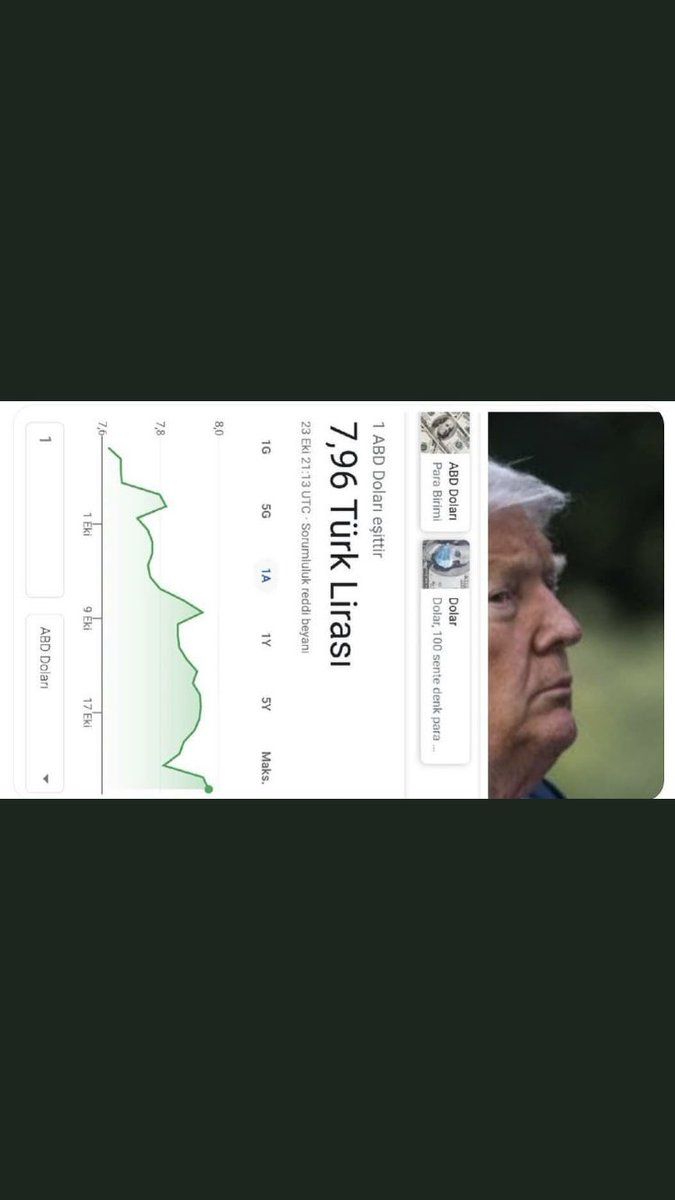 ABD Doları
Para Birimi
Dolar
Dolar, 100 sente denk para ...
1 ABD Doları eşittir
7,96 Türk Lirası
23 Eki 21:13 UTC · Sorumluluk reddi beyanı
1G 5G 1A 1Y 5Y Maks.
8,0
7,8
7,6
1 Eki 9 Eki 17 Eki
1 ABD Doları